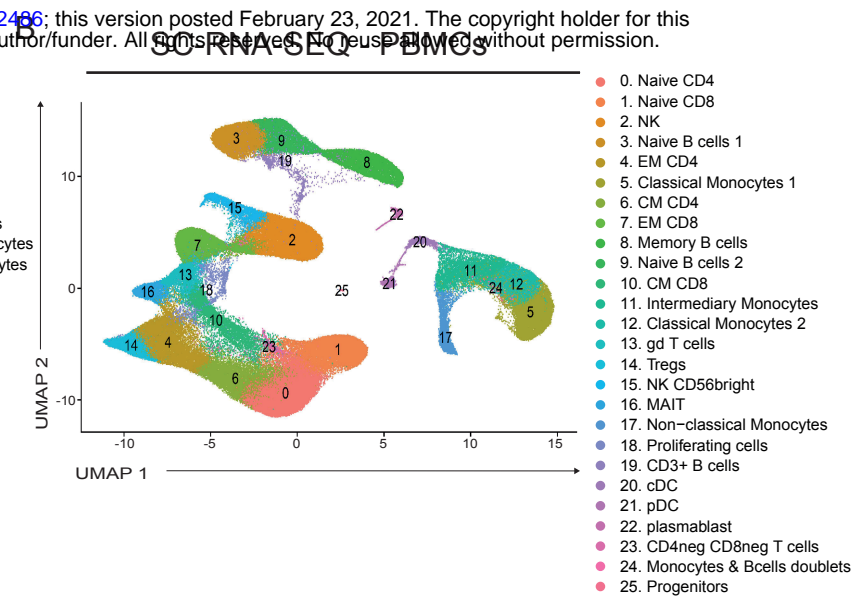 2486; this version posted February 23, 2021. The copyright holder for this
uthor/funder. All rights reserved. No reuse allowed without permission.
B
SC-RNA-SEQ - PBMCs
0. Naive CD4
1. Naive CD8
2. NK
3. Naive B cells 1
4. EM CD4
5. Classical Monocytes 1
6. CM CD4
7. EM CD8
8. Memory B cells
9. Naive B cells 2
10. CM CD8
11. Intermediary Monocytes
12. Classical Monocytes 2
13. gd T cells
14. Tregs
15. NK CD56bright
16. MAIT
17. Non−classical Monocytes
18. Proliferating cells
19. CD3+ B cells
20. cDC
21. pDC
22. plasmablast
23. CD4neg CD8neg T cells
24. Monocytes & Bcells doublets
25. Progenitors
s
cytes
ytes
UMAP 2
10
0
-10
3
9
19
8
15
22
7
2
20
13
11
16
18
21
25
24
12
5
10
17
14
4
23
1
6
0
-10
-5
0
5
10
15
UMAP 1